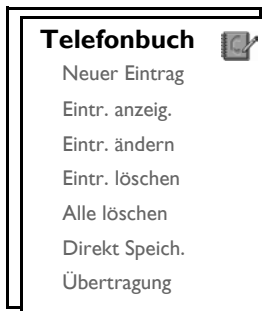 Telefonbuch
Neuer Eintrag
Eintr. anzeig.
Eintr. ändern
Eintr. löschen
Alle löschen
Direkt Speich.
Übertragung